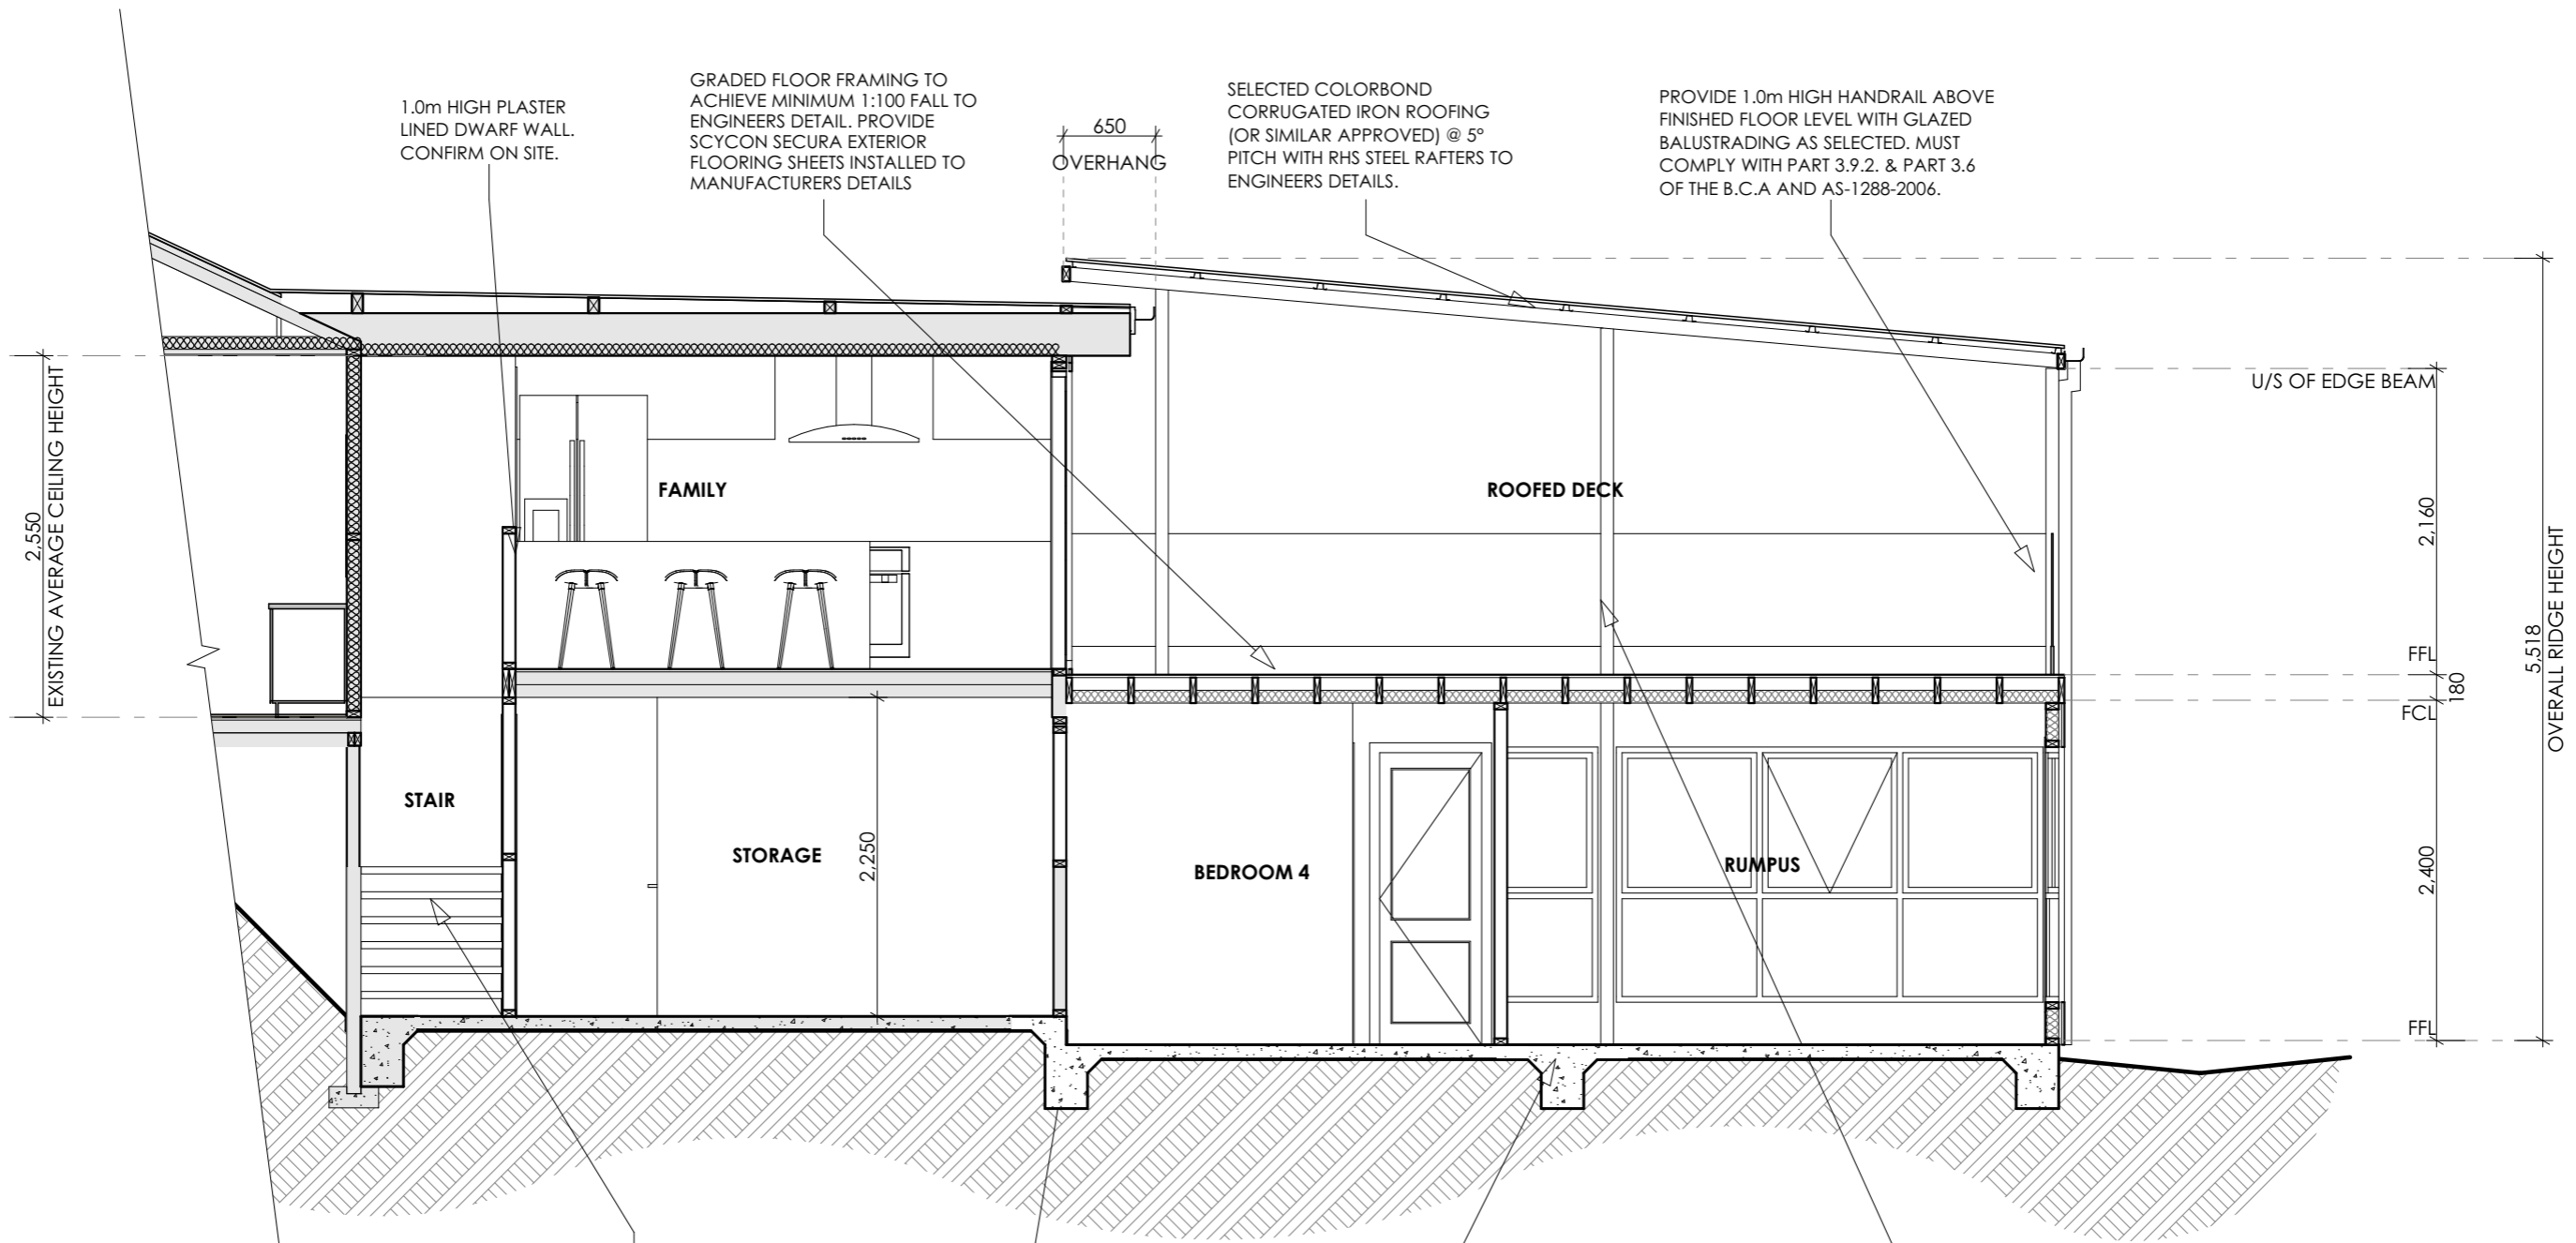 1.0m HIGH PLASTER
LINED DWARF WALL.
CONFIRM ON SITE.
GRADED FLOOR FRAMING TO
ACHIEVE MINIMUM 1:100 FALL TO
ENGINEERS DETAIL. PROVIDE
SCYCON SECURA EXTERIOR
FLOORING SHEETS INSTALLED TO
MANUFACTURERS DETAILS
650
OVERHANG
SELECTED COLORBOND
CORRUGATED IRON ROOFING
(OR SIMILAR APPROVED) @ 5°
PITCH WITH RHS STEEL RAFTERS TO
ENGINEERS DETAILS.
PROVIDE 1.0m HIGH HANDRAIL ABOVE
FINISHED FLOOR LEVEL WITH GLAZED
BALUSTRADING AS SELECTED. MUST
COMPLY WITH PART 3.9.2. & PART 3.6
OF THE B.C.A AND AS-1288-2006.
2,550
EXISTING AVERAGE CEILING HEIGHT
FAMILY
ROOFED DECK
U/S OF EDGE BEAM
2,160
FFL
180
FCL
5,518
OVERALL RIDGE HEIGHT
STAIR
STORAGE
2,250
BEDROOM 4
RUMPUS
2,400
FFL